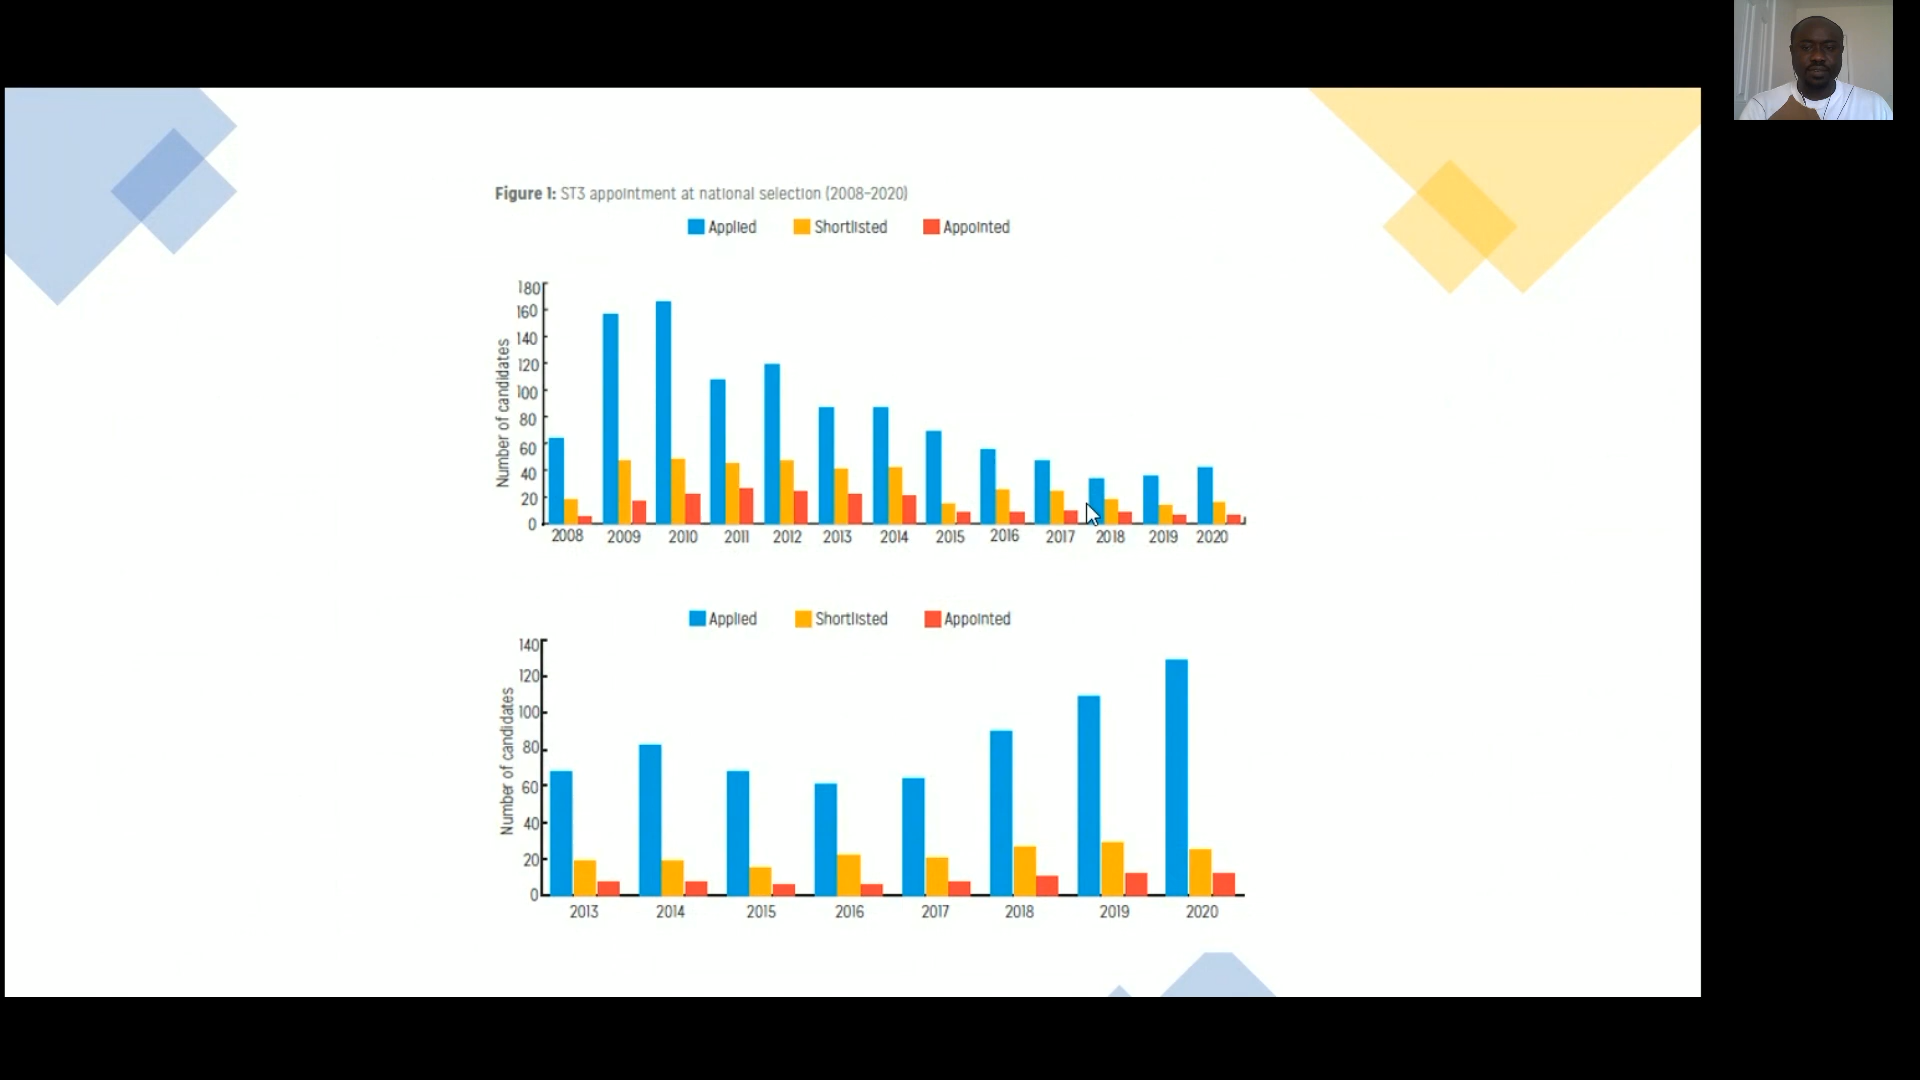 Figure 1: ST3 appointment at national selection (2008–2020)
Applied Shortlisted Appointed
180
160
140
120
100
80
60
40
20
0
Number of candidates
2008 2009 2010 2011 2012 2013 2014 2015 2016 2017 2018 2019 2020
Applied Shortlisted Appointed
140
120
100
80
60
40
20
0
Number of candidates
2013 2014 2015 2016 2017 2018 2019 2020